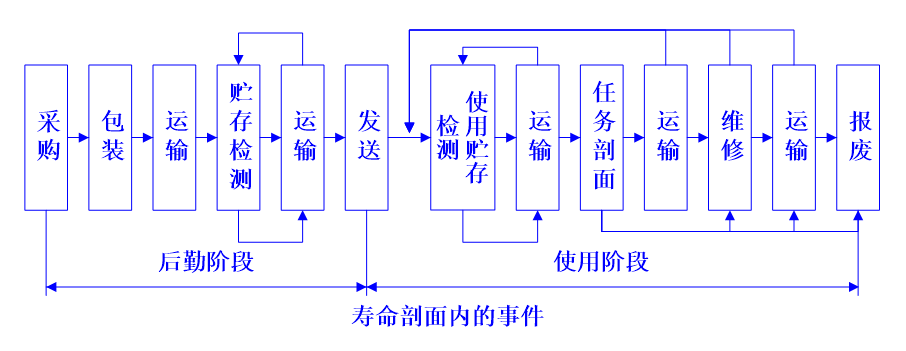 采购
包装
运输
贮存检测
运输
发送
使用贮存
检测
运输
任务剖面
运输
维修
运输
报废
后勤阶段
使用阶段
寿命剖面内的事件